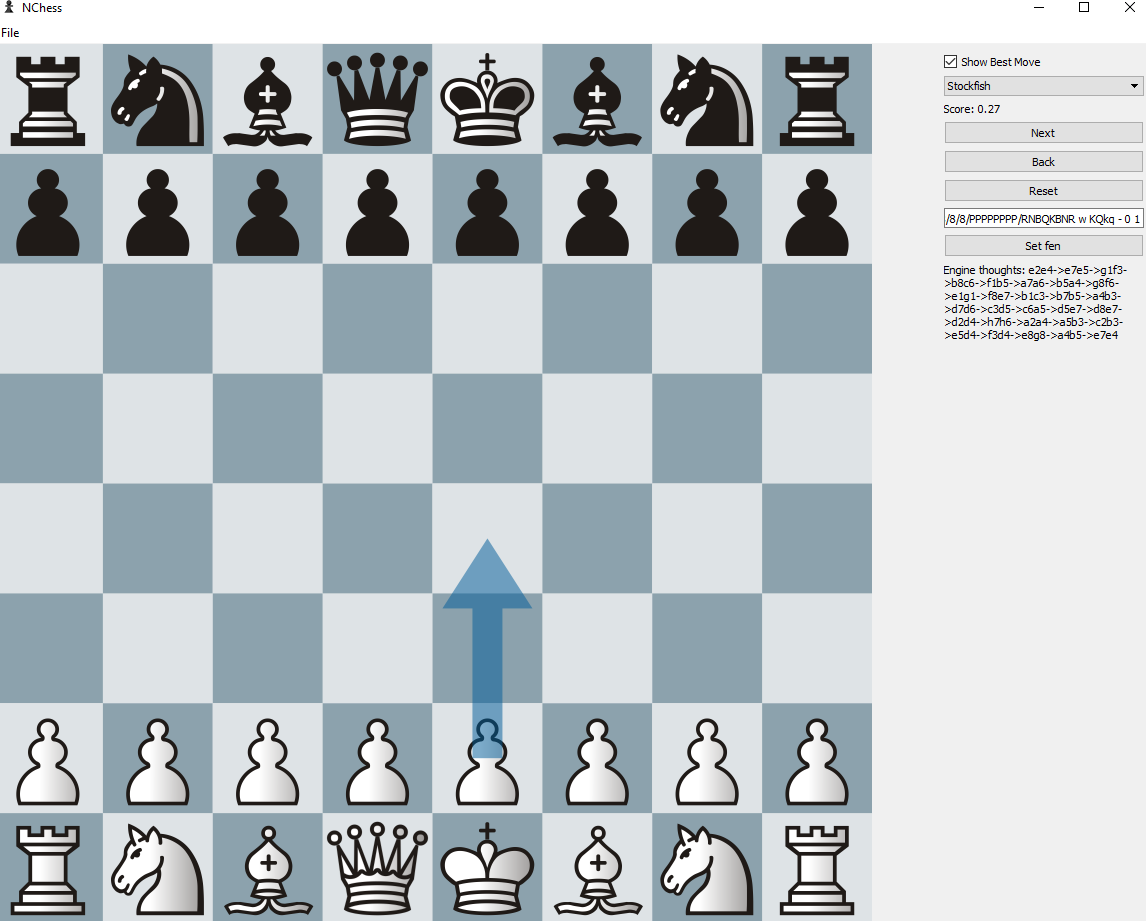 NChess
File
Show Best Move
Stockfish
Score: 0.27
Next
Back
Reset
/8/8/PPPPPPPP/RNBQKBNR w KQkq - 0 1
Set fen
Engine thoughts: e2e4->e7e5->g1f3-
>b8c6->f1b5->a7a6->b5a4->g8f6-
>e1g1->f8e7->b1c3->b7b5->a4b3-
>d7d6->c3d5->c6a5->d5e7->d8e7-
>d2d4->h7h6->a2a4->a5b3->c2b3-
>e5d4->f3d4->e8g8->a4b5->e7e4